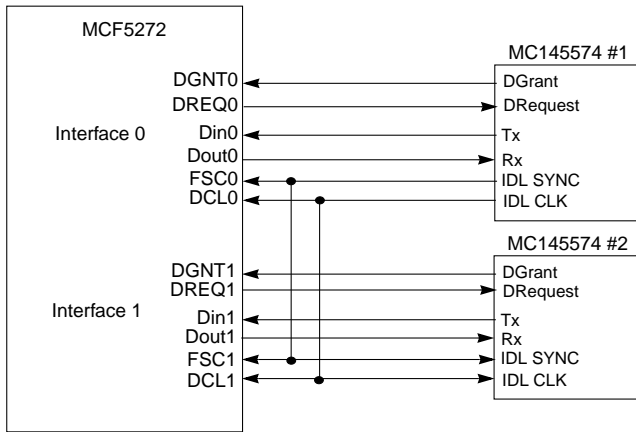 MCF5272
MC145574 #1
DGNT0
DGrant
DREQ0
DRequest
Interface 0
Din0
Tx
Dout0
Rx
FSC0
IDL SYNC
DCL0
IDL CLK
MC145574 #2
DGNT1
DGrant
DREQ1
DRequest
Interface 1
Din1
Tx
Dout1
Rx
FSC1
IDL SYNC
DCL1
IDL CLK